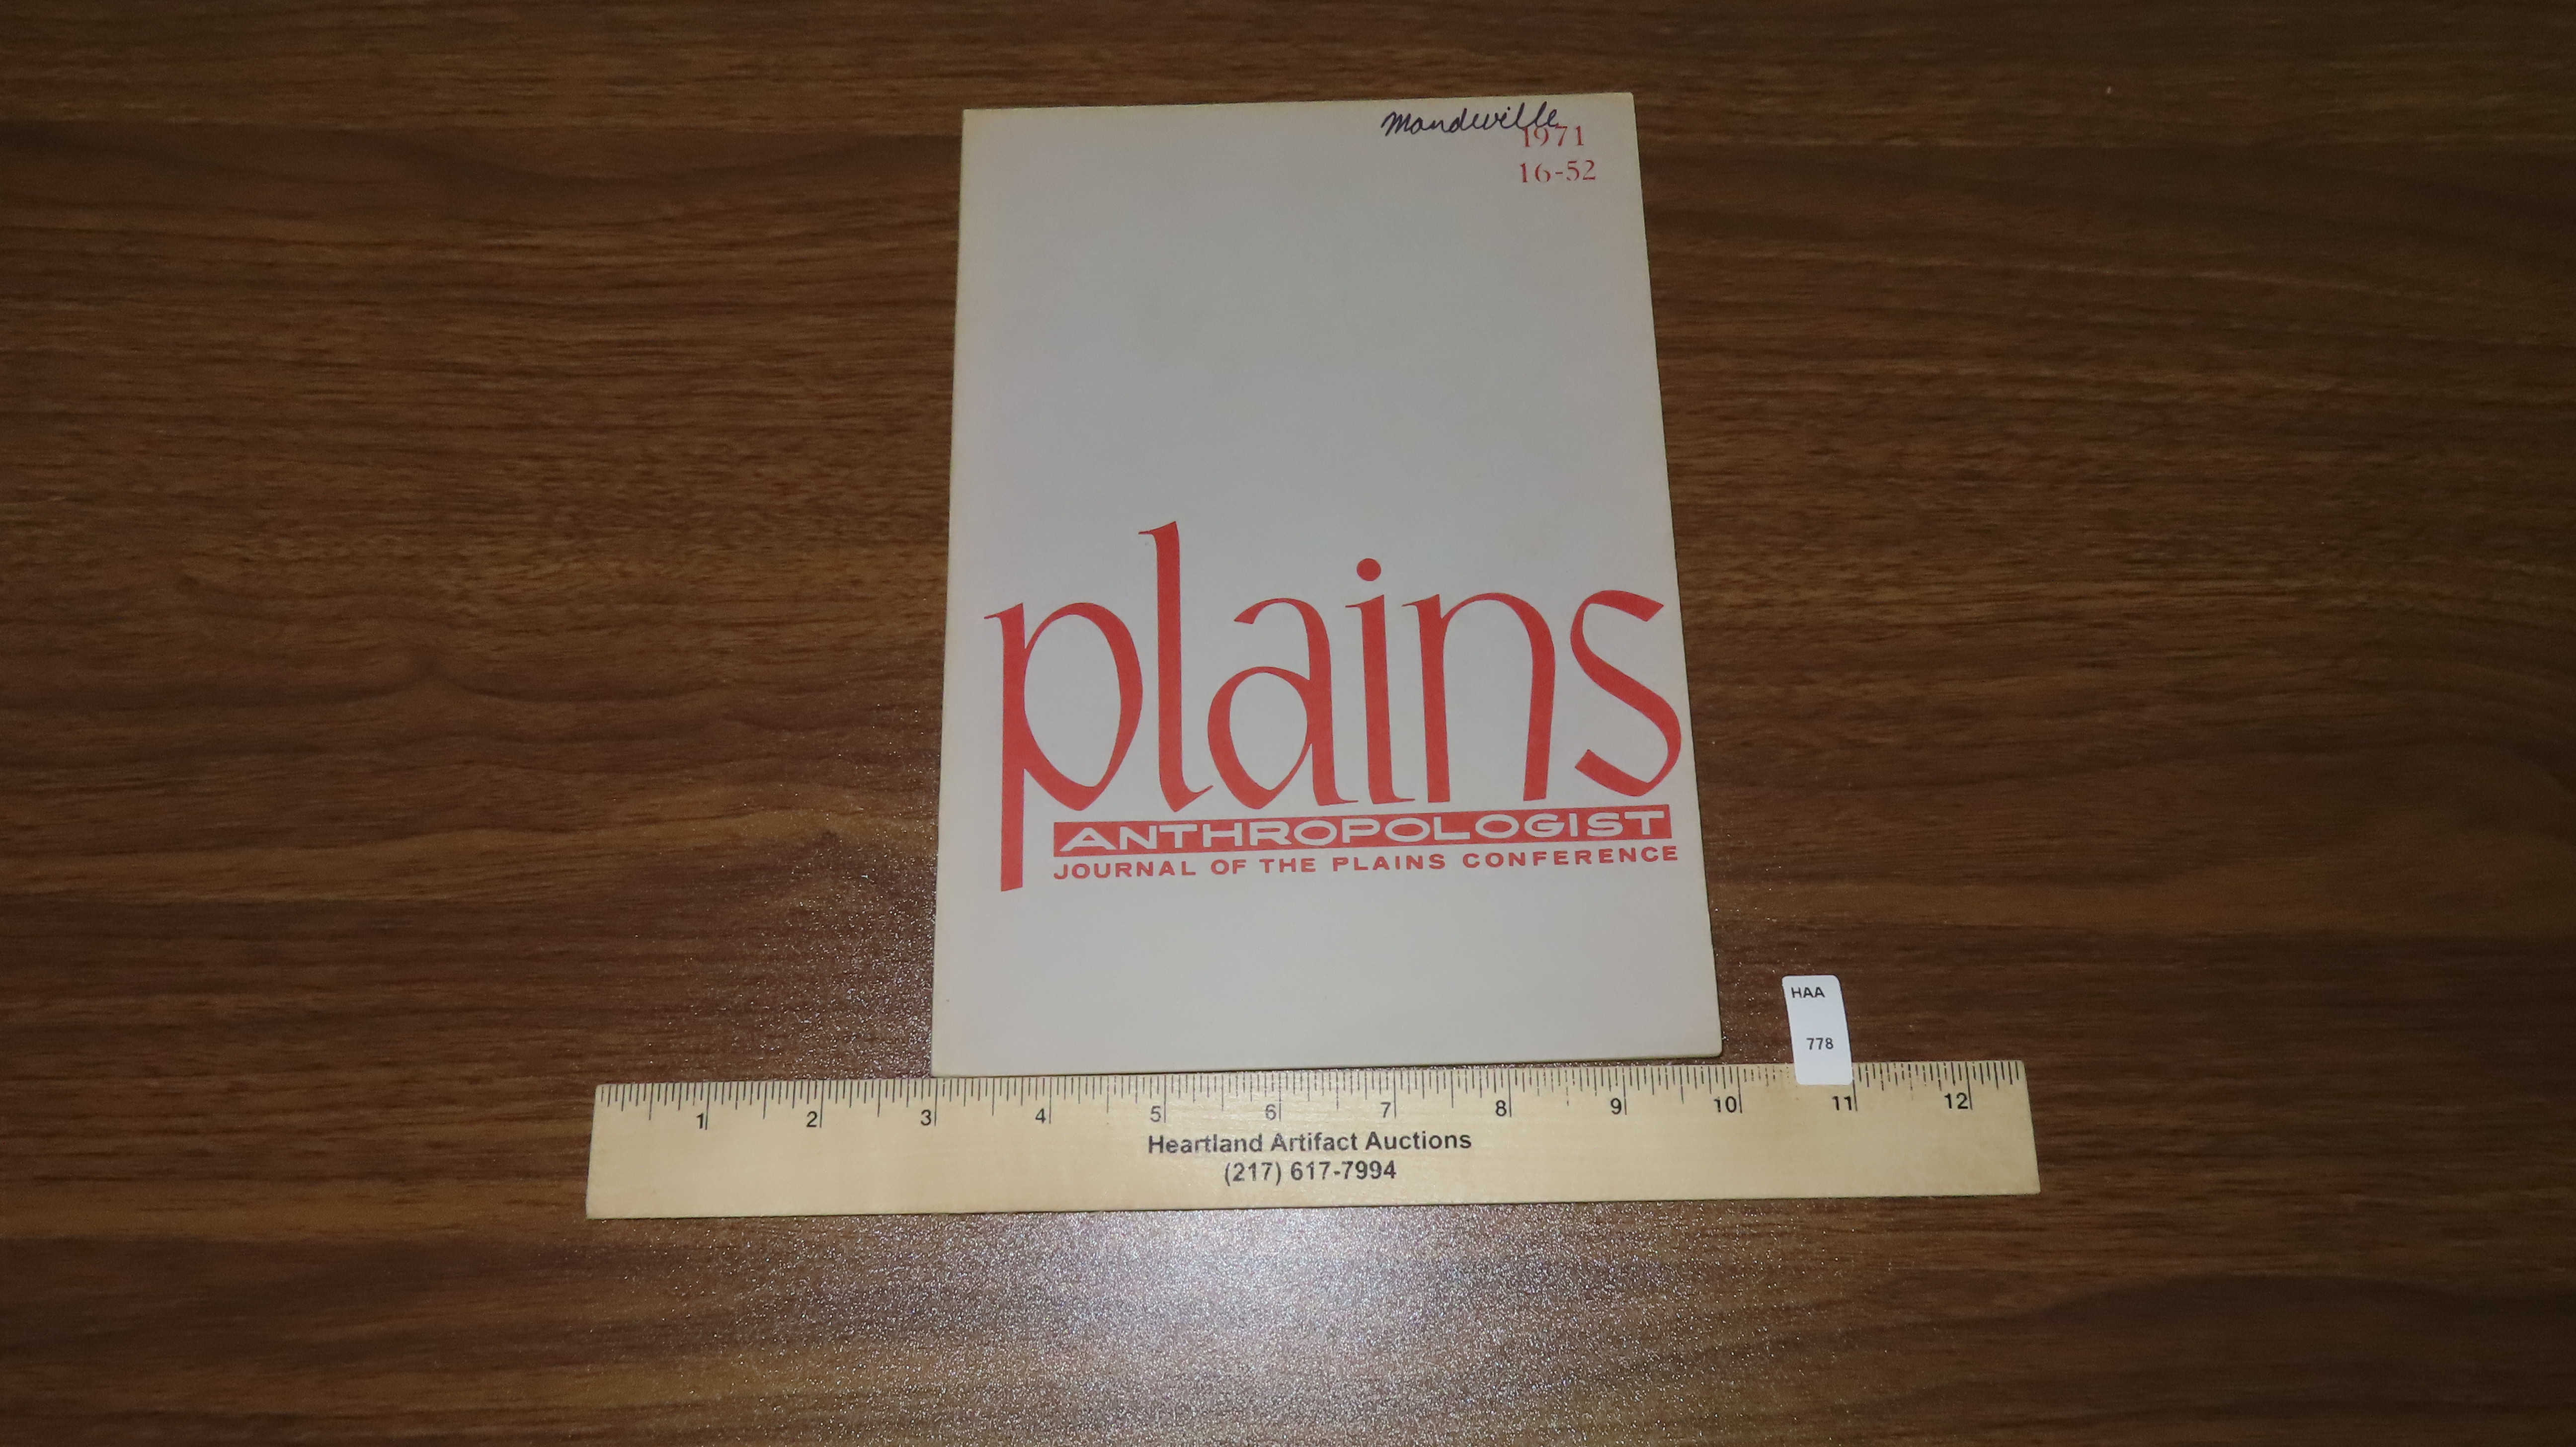 Mandeville
1971
16-52
plains
ANTHROPOLOGIST
JOURNAL OF THE PLAINS CONFERENCE
HAA
778
1 2 3 4 5 6 7 8 9 10 11 12
Heartland Artifact Auctions
(217) 617-7994